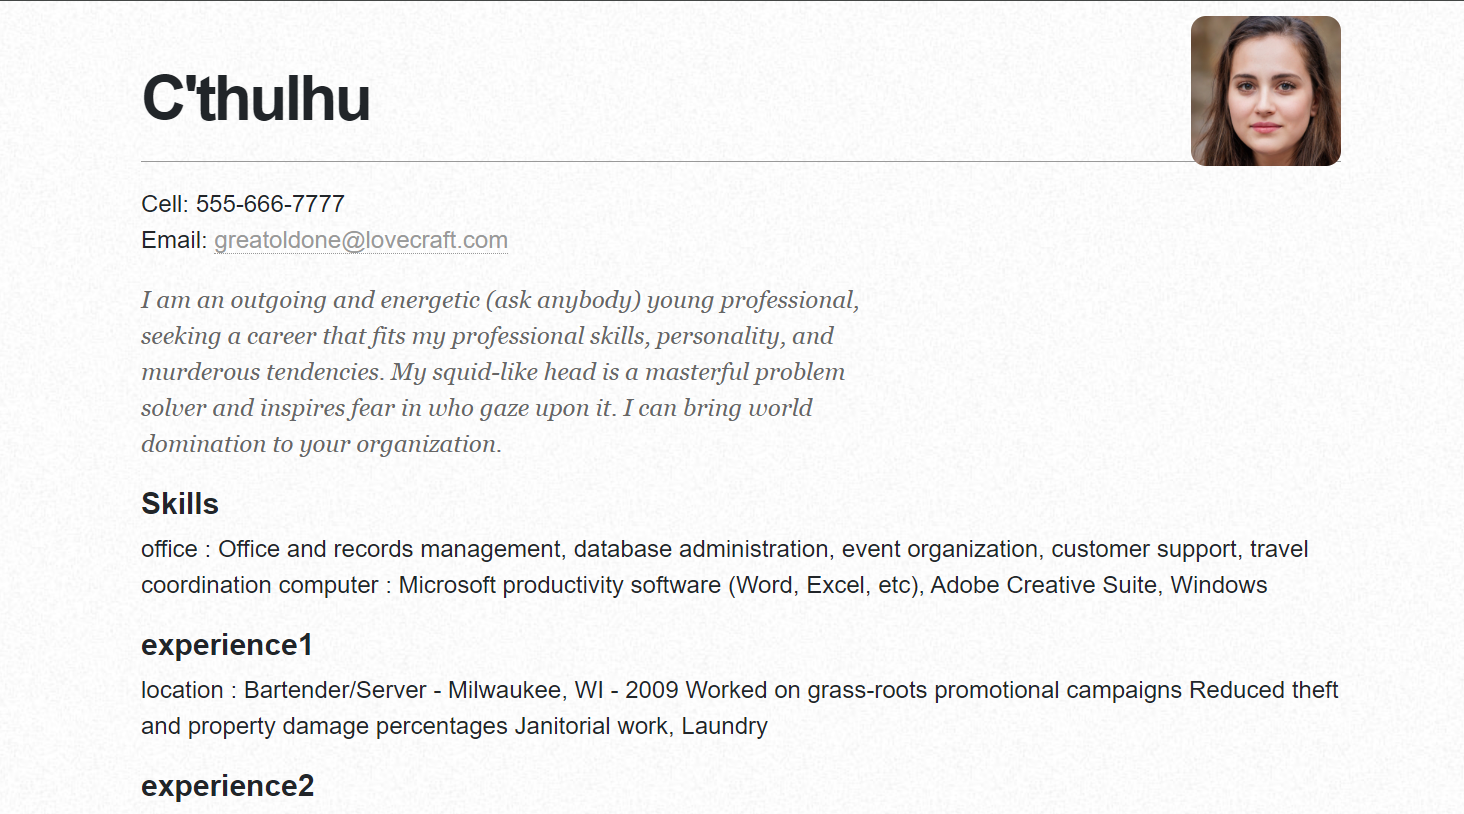 C'thulhu
Cell: 555-666-7777
Email: greatoldone@lovecraft.com
I am an outgoing and energetic (ask anybody) young professional,
seeking a career that fits my professional skills, personality, and
murderous tendencies. My squid-like head is a masterful problem
solver and inspires fear in who gaze upon it. I can bring world
domination to your organization.
Skills
office : Office and records management, database administration, event organization, customer support, travel
coordination computer : Microsoft productivity software (Word, Excel, etc), Adobe Creative Suite, Windows
experience1
location : Bartender/Server - Milwaukee, WI - 2009 Worked on grass-roots promotional campaigns Reduced theft
and property damage percentages Janitorial work, Laundry
experience2